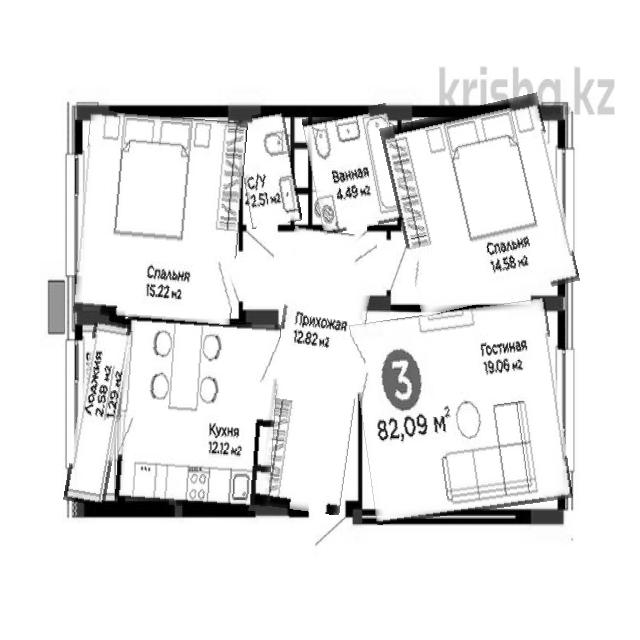 krisha.kz
С/У
2.51 м2
Ванная
4.49 м2
Спальня
15.22 м2
Спальня
14.58 м2
Прихожая
12.82 м2
Гостиная
19.06 м2
3
82,09 м2
Лоджия
2.58 м2
1.29 м2
Кухня
12.12 м2